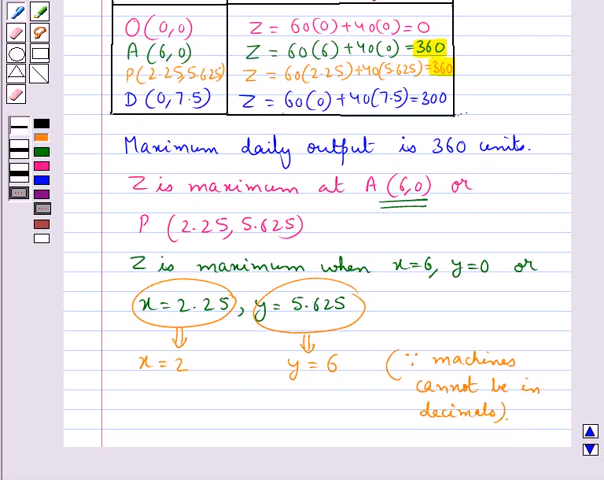 O (0,0) Z = 60(0)+40(0)=0
A (6,0) Z = 60(6)+40(0)=360
P(2.25,5.625) Z = 60(2.25)+40(5.625)=360
D (0,7.5) Z = 60(0)+40(7.5)=300
Maximum daily output is 360 units.
Z is maximum at A (6,0) or
P (2.25, 5.625)
Z is maximum when x=6, y=0 or
x=2.25, y=5.625
x=2 y=6 (∵ machines
cannot be in
decimals).